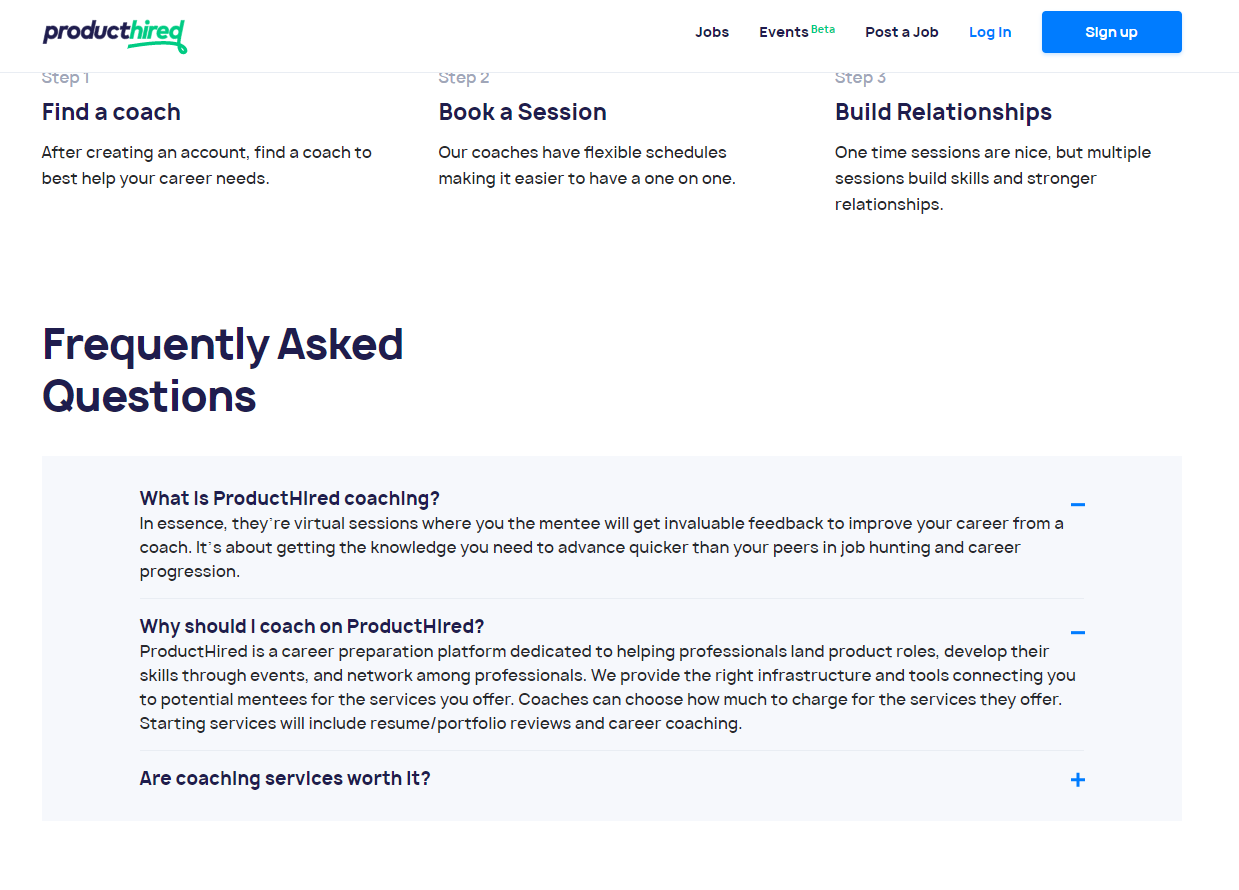 producthired
Jobs
Events Beta
Post a Job
Log In
Sign up
Step 1
Find a coach
After creating an account, find a coach to
best help your career needs.
Step 2
Book a Session
Our coaches have flexible schedules
making it easier to have a one on one.
Step 3
Build Relationships
One time sessions are nice, but multiple
sessions build skills and stronger
relationships.
Frequently Asked
Questions
What is ProductHired coaching?
In essence, they're virtual sessions where you the mentee will get invaluable feedback to improve your career from a
coach. It's about getting the knowledge you need to advance quicker than your peers in job hunting and career
progression.
Why should I coach on ProductHired?
ProductHired is a career preparation platform dedicated to helping professionals land product roles, develop their
skills through events, and network among professionals. We provide the right infrastructure and tools connecting you
to potential mentees for the services you offer. Coaches can choose how much to charge for the services they offer.
Starting services will include resume/portfolio reviews and career coaching.
Are coaching services worth it?